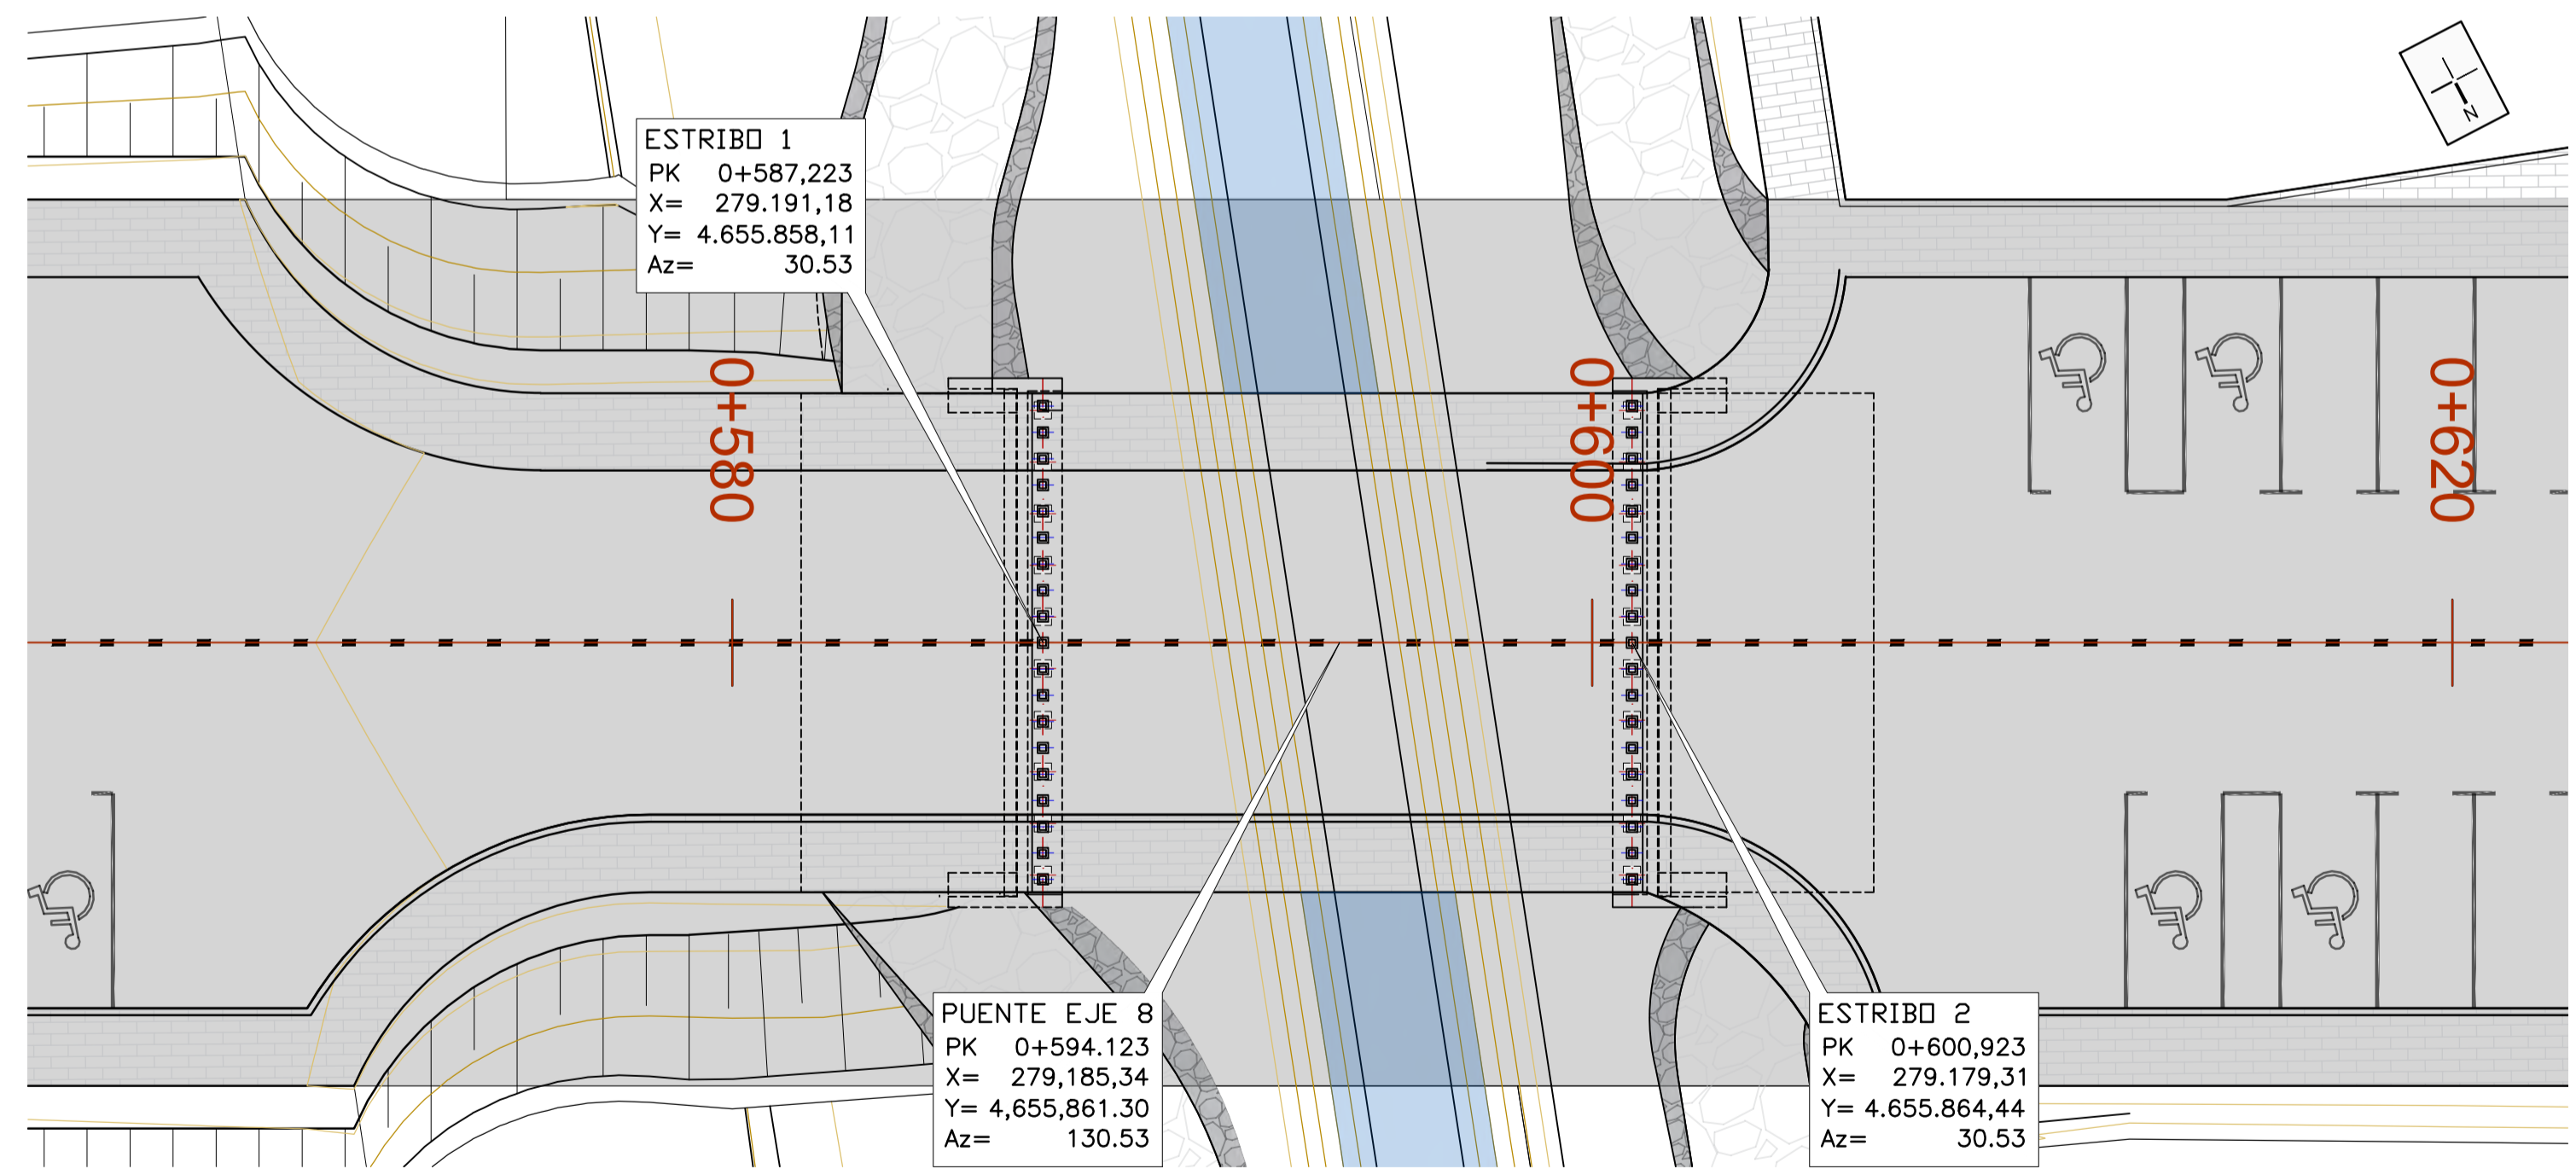 N
ESTRIBO 1
PK 0+587,223
X= 279.191,18
Y= 4.655.858,11
Az= 30.53
0+580
0+600
0+620
PUENTE EJE 8
PK 0+594.123
X= 279,185,34
Y= 4,655,861.30
Az= 130.53
ESTRIBO 2
PK 0+600,923
X= 279.179,31
Y= 4.655.864,44
Az= 30.53